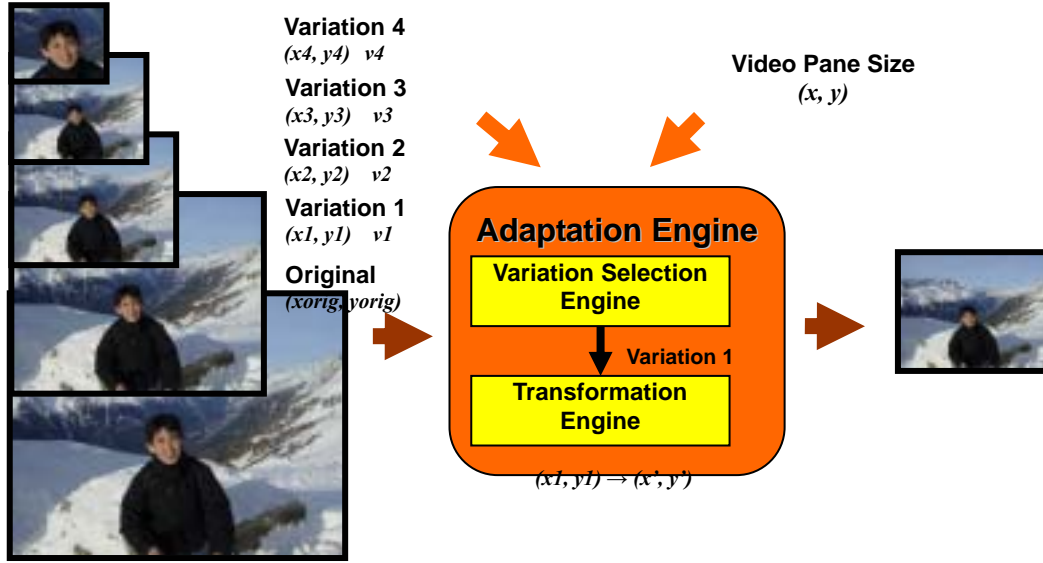 Variation 4
(x4, y4) v4
Variation 3
(x3, y3) v3
Variation 2
(x2, y2) v2
Variation 1
(x1, y1) v1
Original
(xorig, yorig)
Video Pane Size
(x, y)
Adaptation Engine
Variation Selection
Engine
Variation 1
Transformation
Engine
(x1, y1) → (x’, y’)